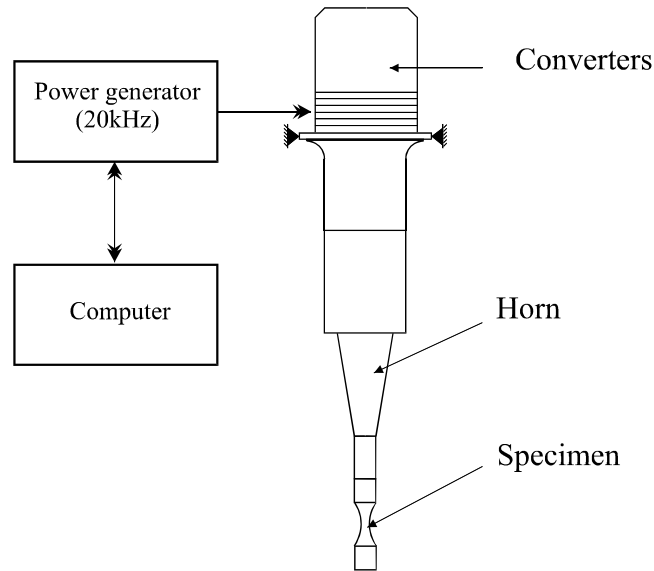 Converters
Power generator
(20kHz)
Computer
Horn
Specimen